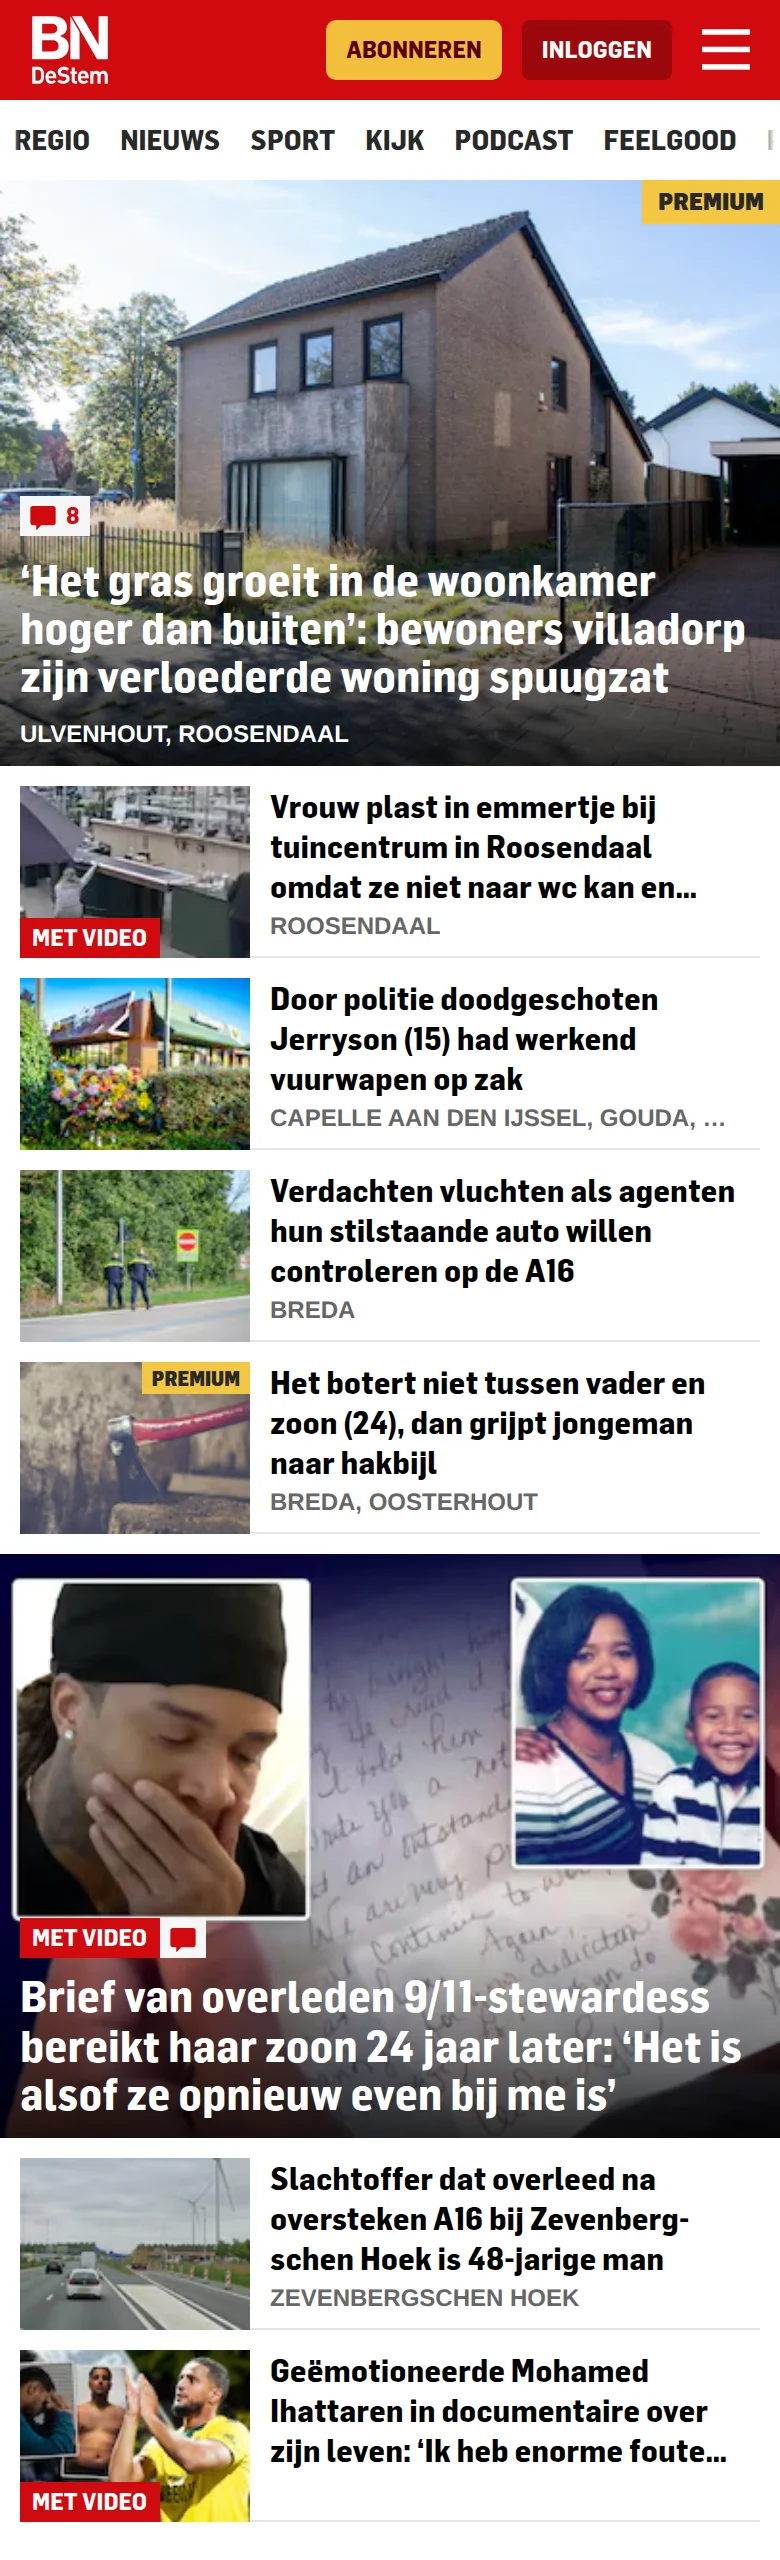 BN
DeStem
ABONNEREN
INLOGGEN
REGIO NIEUWS SPORT KIJK PODCAST FEELGOOD
PREMIUM
8
‘Het gras groeit in de woonkamer
hoger dan buiten’: bewoners villadorp
zijn verloederde woning spuugzat
ULVENHOUT, ROOSENDAAL
Vrouw plast in emmertje bij
tuincentrum in Roosendaal
omdat ze niet naar wc kan en...
ROOSENDAAL
MET VIDEO
Door politie doodgeschoten
Jerryson (15) had werkend
vuurwapen op zak
CAPELLE AAN DEN IJSSEL, GOUDA, ...
Verdachten vluchten als agenten
hun stilstaande auto willen
controleren op de A16
BREDA
PREMIUM
Het botert niet tussen vader en
zoon (24), dan grijpt jongeman
naar hakbijl
BREDA, OOSTERHOUT
MET VIDEO
Brief van overleden 9/11-stewardess
bereikt haar zoon 24 jaar later: ‘Het is
alsof ze opnieuw even bij me is’
Slachtoffer dat overleed na
oversteken A16 bij Zevenberg-
schen Hoek is 48-jarige man
ZEVENBERGSCHEN HOEK
Geëmotioneerde Mohamed
Ihattaren in documentaire over
zijn leven: ‘Ik heb enorme foute...
MET VIDEO